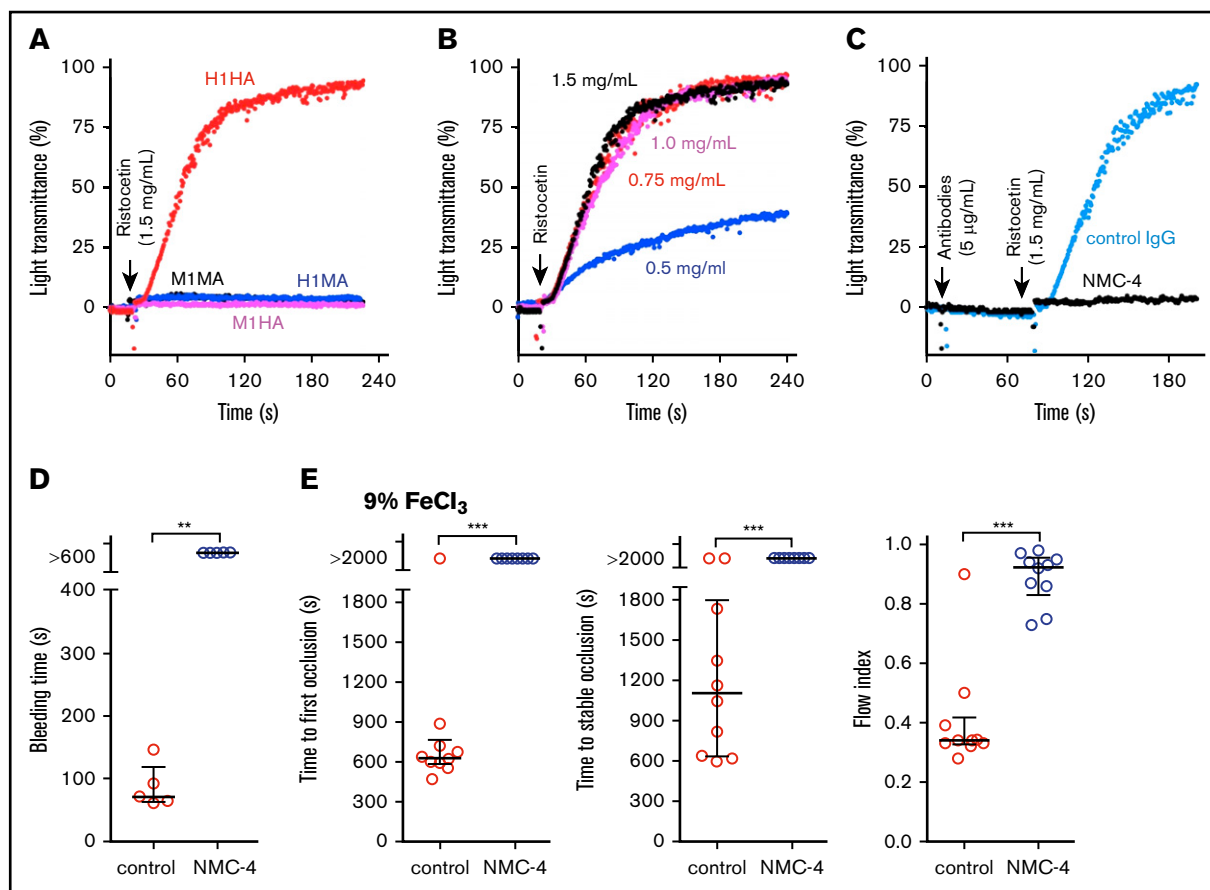 A
Light transmittance (%)
100
75
50
25
0
0 60 120 180 240
Time (s)
Ristocetin
(1.5 mg/mL)
H1HA
M1MA
H1MA
M1HA
B
Light transmittance (%)
100
75
50
25
0
0 60 120 180 240
Time (s)
Ristocetin
1.5 mg/mL
1.0 mg/mL
0.75 mg/mL
0.5 mg/ml
C
Light transmittance (%)
100
75
50
25
0
0 60 120 180
Time (s)
Antibodies
(5 µg/mL)
Ristocetin
(1.5 mg/mL)
control IgG
NMC-4
D
Bleeding time (s)
>600
400
300
200
100
0
**
control NMC-4
E
9% FeCl3
Time to first occlusion (s)
>2000
1800
1500
1200
900
600
300
0
***
control NMC-4
Time to stable occlusion (s)
>2000
1800
1500
1200
900
600
300
0
***
control NMC-4
Flow index
1.0
0.8
0.6
0.4
0.2
0.0
***
control NMC-4